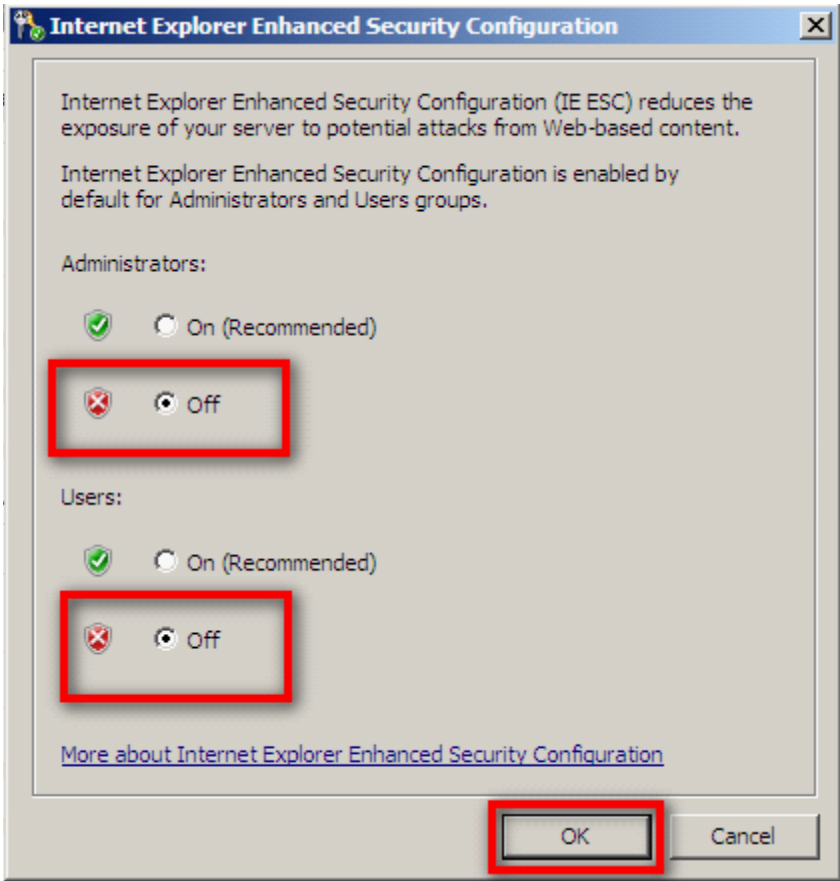 Internet Explorer Enhanced Security Configuration
Internet Explorer Enhanced Security Configuration (IE ESC) reduces the
exposure of your server to potential attacks from Web-based content.
Internet Explorer Enhanced Security Configuration is enabled by
default for Administrators and Users groups.
Administrators:
On (Recommended)
Off
Users:
On (Recommended)
Off
More about Internet Explorer Enhanced Security Configuration
OK
Cancel